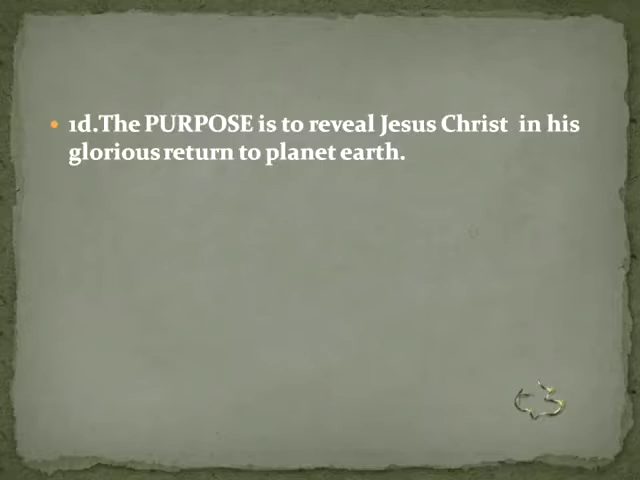 • 1d.The PURPOSE is to reveal Jesus Christ  in his
glorious return to planet earth.